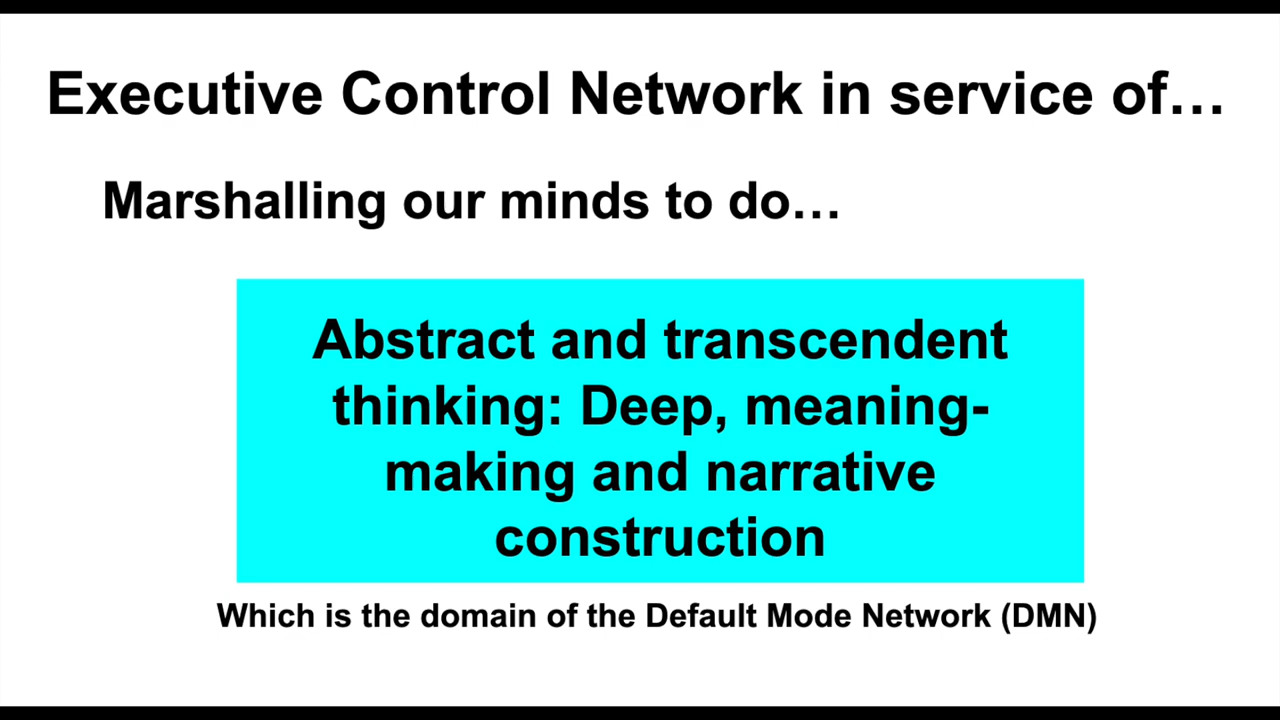 Executive Control Network in service of…
Marshalling our minds to do…
Abstract and transcendent
thinking: Deep, meaning-
making and narrative
construction
Which is the domain of the Default Mode Network (DMN)